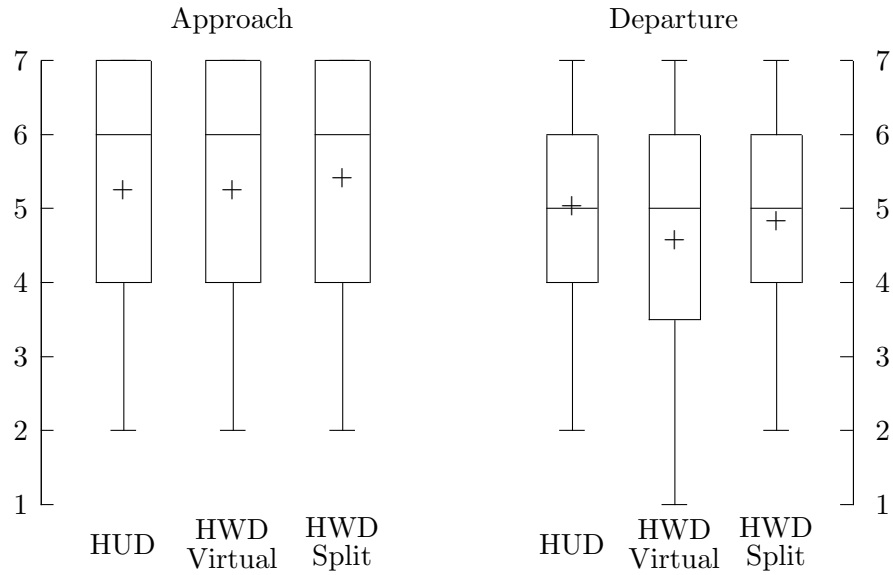 Approach
Departure
7
6
5
4
3
2
1
7
6
5
4
3
2
1
HUD
HWD
Virtual
HWD
Split
HUD
HWD
Virtual
HWD
Split